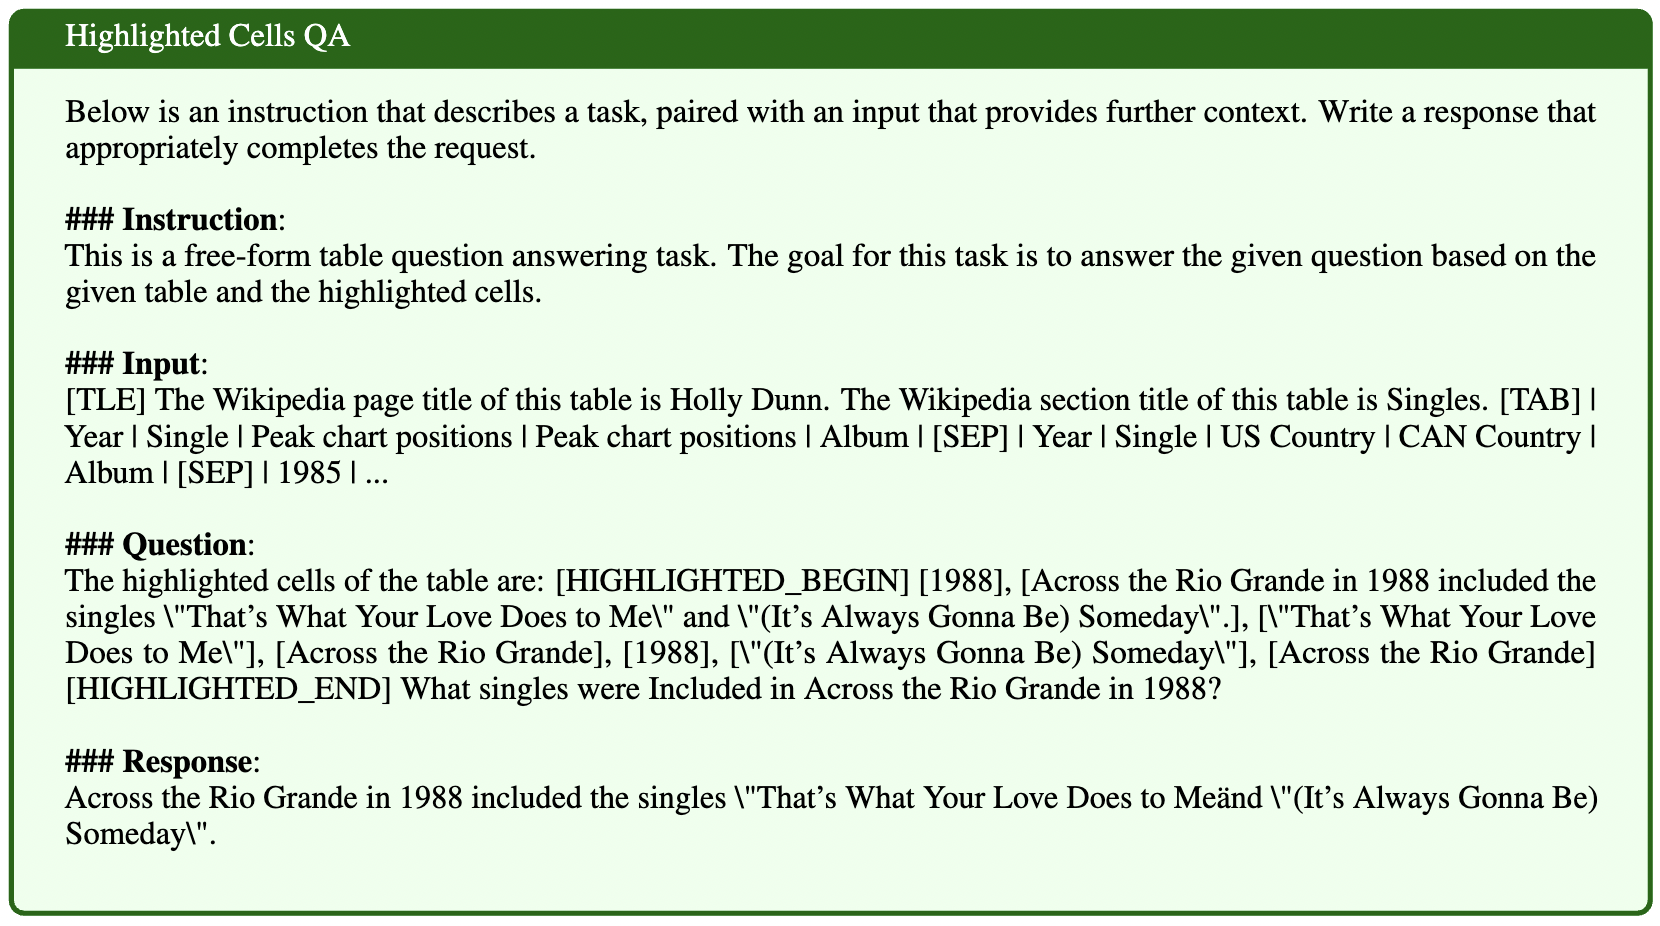 Highlighted Cells QA
Below is an instruction that describes a task, paired with an input that provides further context. Write a response that
appropriately completes the request.
### Instruction:
This is a free-form table question answering task. The goal for this task is to answer the given question based on the
given table and the highlighted cells.
### Input:
[TLE] The Wikipedia page title of this table is Holly Dunn. The Wikipedia section title of this table is Singles. [TAB] |
Year | Single | Peak chart positions | Peak chart positions | Album | [SEP] | Year | Single | US Country | CAN Country |
Album | [SEP] | 1985 | ...
### Question:
The highlighted cells of the table are: [HIGHLIGHTED_BEGIN] [1988], [Across the Rio Grande in 1988 included the
singles \"That’s What Your Love Does to Me\" and \"(It’s Always Gonna Be) Someday\".], [\"That’s What Your Love
Does to Me\"], [Across the Rio Grande], [1988], [\"(It’s Always Gonna Be) Someday\"], [Across the Rio Grande]
[HIGHLIGHTED_END] What singles were Included in Across the Rio Grande in 1988?
### Response:
Across the Rio Grande in 1988 included the singles \"That’s What Your Love Does to Meänd \"(It’s Always Gonna Be)
Someday\".